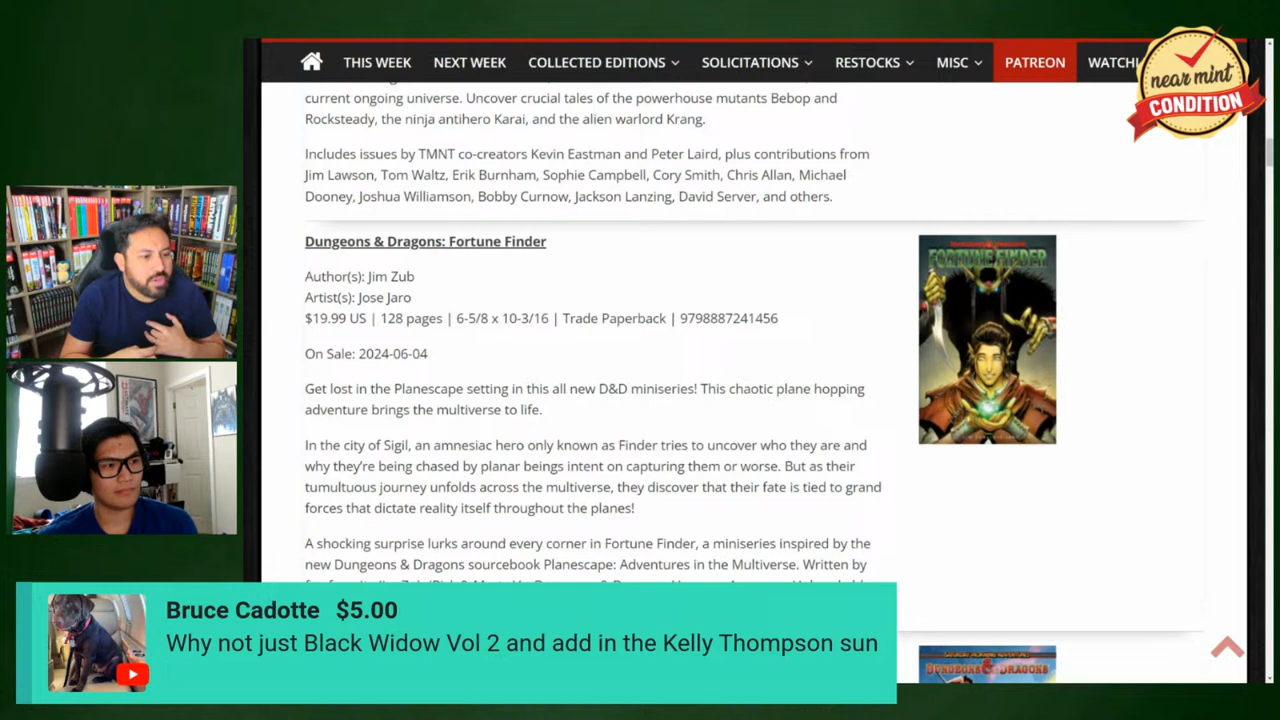 THIS WEEK NEXT WEEK COLLECTED EDITIONS SOLICITATIONS RESTOCKS MISC PATREON
near mint
CONDITION
current ongoing universe. Uncover crucial tales of the powerhouse mutants Bebop and
Rocksteady, the ninja antihero Karai, and the alien warlord Krang.
Includes issues by TMNT co-creators Kevin Eastman and Peter Laird, plus contributions from
Jim Lawson, Tom Waltz, Erik Burnham, Sophie Campbell, Cory Smith, Chris Allan, Michael
Dooney, Joshua Williamson, Bobby Curnow, Jackson Lanzing, David Server, and others.
Dungeons & Dragons: Fortune Finder
Author(s): Jim Zub
Artist(s): Jose Jaro
$19.99 US | 128 pages | 6-5/8 x 10-3/16 | Trade Paperback | 9798887241456
On Sale: 2024-06-04
Get lost in the Planescape setting in this all new D&D miniseries! This chaotic plane hopping
adventure brings the multiverse to life.
In the city of Sigil, an amnesiac hero only known as Finder tries to uncover who they are and
why they're being chased by planar beings intent on capturing them or worse. But as their
tumultuous journey unfolds across the multiverse, they discover that their fate is tied to grand
forces that dictate reality itself throughout the planes!
A shocking surprise lurks around every corner in Fortune Finder, a miniseries inspired by the
new Dungeons & Dragons sourcebook Planescape: Adventures in the Multiverse. Written by
DUNGEONS & DRAGONS
FORTUNE FINDER
SATURDAY MORNING ADVENTURES
DUNGEONS & DRAGONS
Bruce Cadotte $5.00
Why not just Black Widow Vol 2 and add in the Kelly Thompson sun